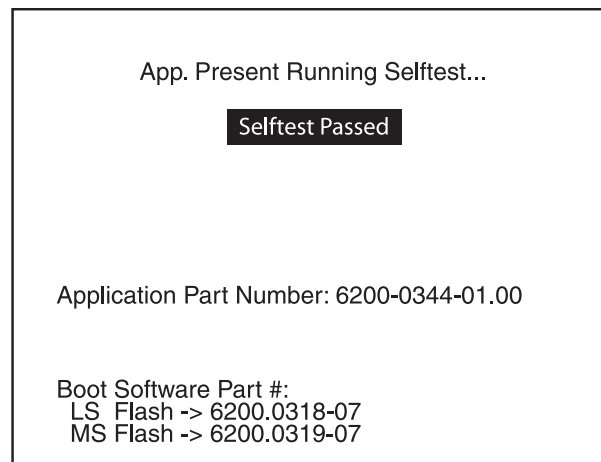 App. Present Running Selftest...
Selftest Passed
Application Part Number: 6200-0344-01.00
Boot Software Part #:
LS Flash -> 6200.0318-07
MS Flash -> 6200.0319-07